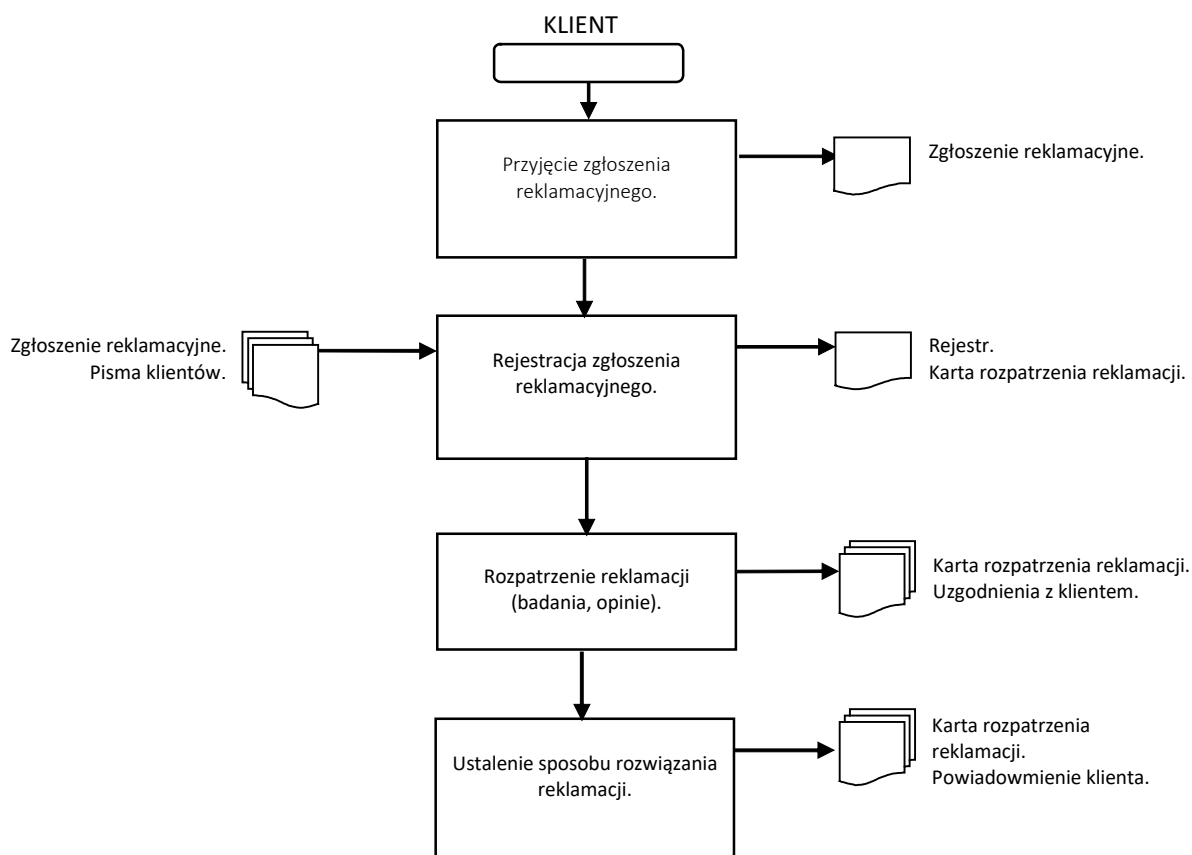 KLIENT
Przyjęcie zgłoszenia
reklamacyjnego.
Zgłoszenie reklamacyjne.
Zgłoszenie reklamacyjne.
Pisma klientów.
Rejestracja zgłoszenia
reklamacyjnego.
Rejestr.
Karta rozpatrzenia reklamacji.
Rozpatrzenie reklamacji
(badania, opinie).
Karta rozpatrzenia reklamacji.
Uzgodnienia z klientem.
Ustalenie sposobu rozwiązania
reklamacji.
Karta rozpatrzenia
reklamacji.
Powiadowmienie klienta.